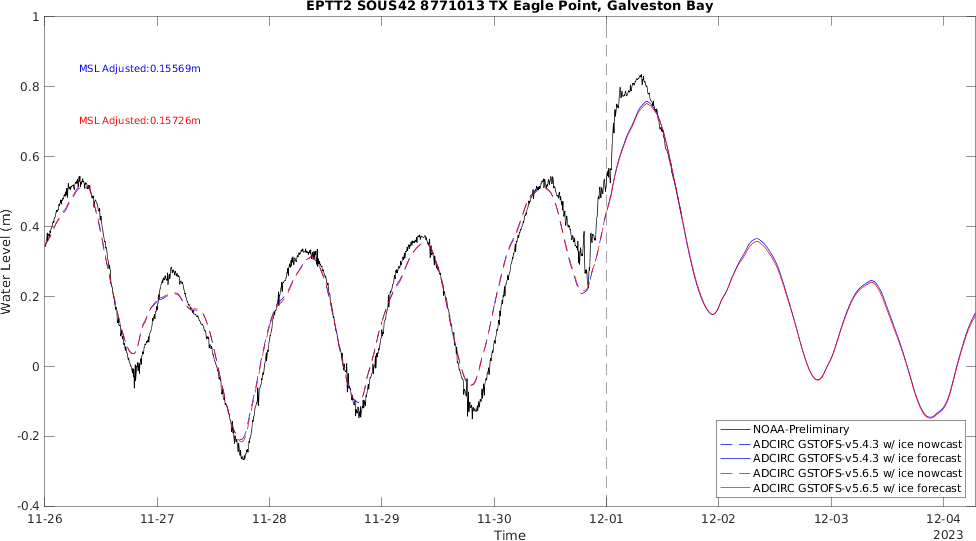 EPTT2 SOUS42 8771013 TX Eagle Point, Galveston Bay
MSL Adjusted:0.15569m
MSL Adjusted:0.15726m
Water Level (m)
1
0.8
0.6
0.4
0.2
0
-0.2
-0.4
NOAA-Preliminary
ADCIRC GSTOFS-v5.4.3 w/ ice nowcast
ADCIRC GSTOFS-v5.4.3 w/ ice forecast
ADCIRC GSTOFS-v5.6.5 w/ ice nowcast
ADCIRC GSTOFS-v5.6.5 w/ ice forecast
11-26 11-27 11-28 11-29 11-30 12-01 12-02 12-03 12-04
Time
2023